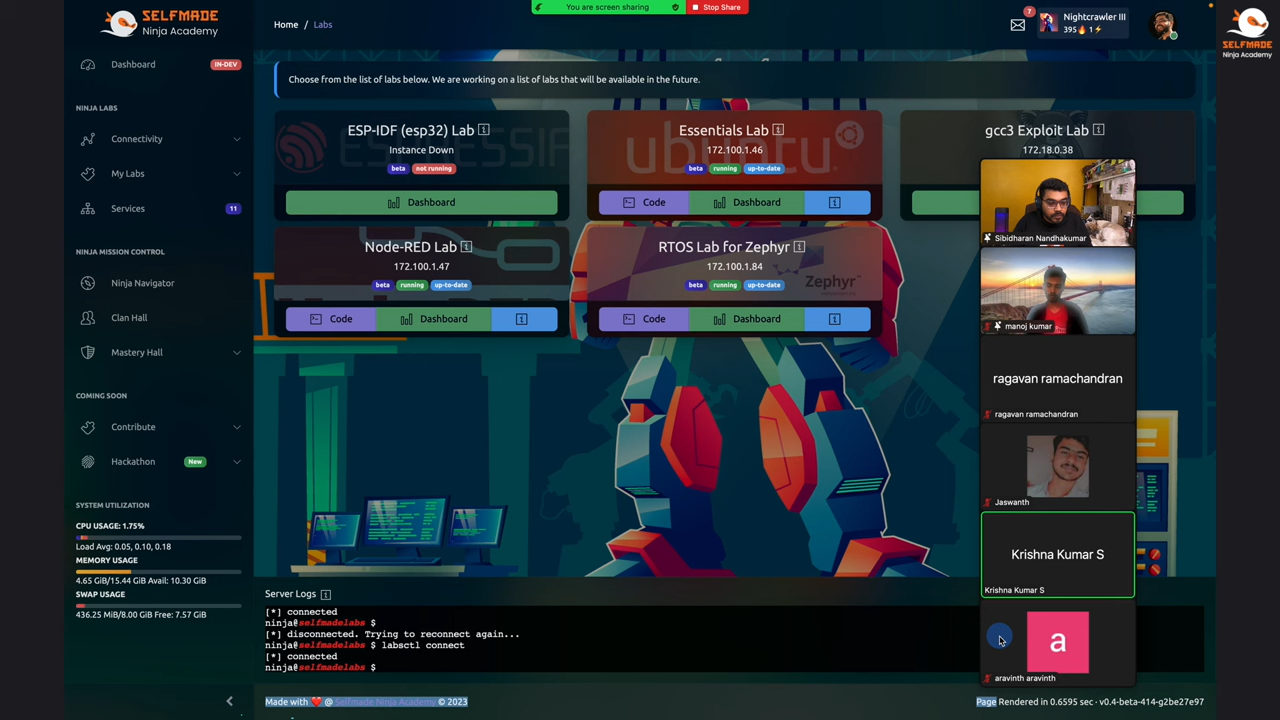 You are screen sharing
Stop Share
SELFMADE
Ninja Academy
Home / Labs
7
Nightcrawler III
395🔥 1⚡
SELFMADE
Ninja Academy
Dashboard
IN-DEV
NINJA LABS
Connectivity
My Labs
Services
11
NINJA MISSION CONTROL
Ninja Navigator
Clan Hall
Mastery Hall
COMING SOON
Contribute
Hackathon
New
SYSTEM UTILIZATION
CPU USAGE: 1.75%
Load Avg: 0.05, 0.10, 0.18
MEMORY USAGE
4.65 GiB/15.44 GiB Avail: 10.30 GiB
SWAP USAGE
436.25 MiB/8.00 GiB Free: 7.57 GiB
Choose from the list of labs below. We are working on a list of labs that will be available in the future.
ESP-IDF (esp32) Lab
Instance Down
beta not running
Dashboard
Essentials Lab
ubuntu
172.100.1.46
beta running up-to-date
Code
Dashboard
gcc3 Exploit Lab
172.18.0.38
Node-RED Lab
172.100.1.47
beta running up-to-date
Code
Dashboard
RTOS Lab for Zephyr
172.100.1.84
Zephyr
beta running up-to-date
Code
Dashboard
Sibidharan Nandhakumar
manoj kumar
ragavan ramachandran
ragavan ramachandran
Jaswanth
Krishna Kumar S
Krishna Kumar S
a
aravinth aravinth
Server Logs
[*] connected
ninja@selfmadelabs $
[*] disconnected. Trying to reconnect again...
ninja@selfmadelabs $ labsctl connect
[*] connected
ninja@selfmadelabs $
Made with ❤️ @ Selfmade Ninja Academy © 2023
Page Rendered in 0.6595 sec · v0.4-beta-414-g2be27e97